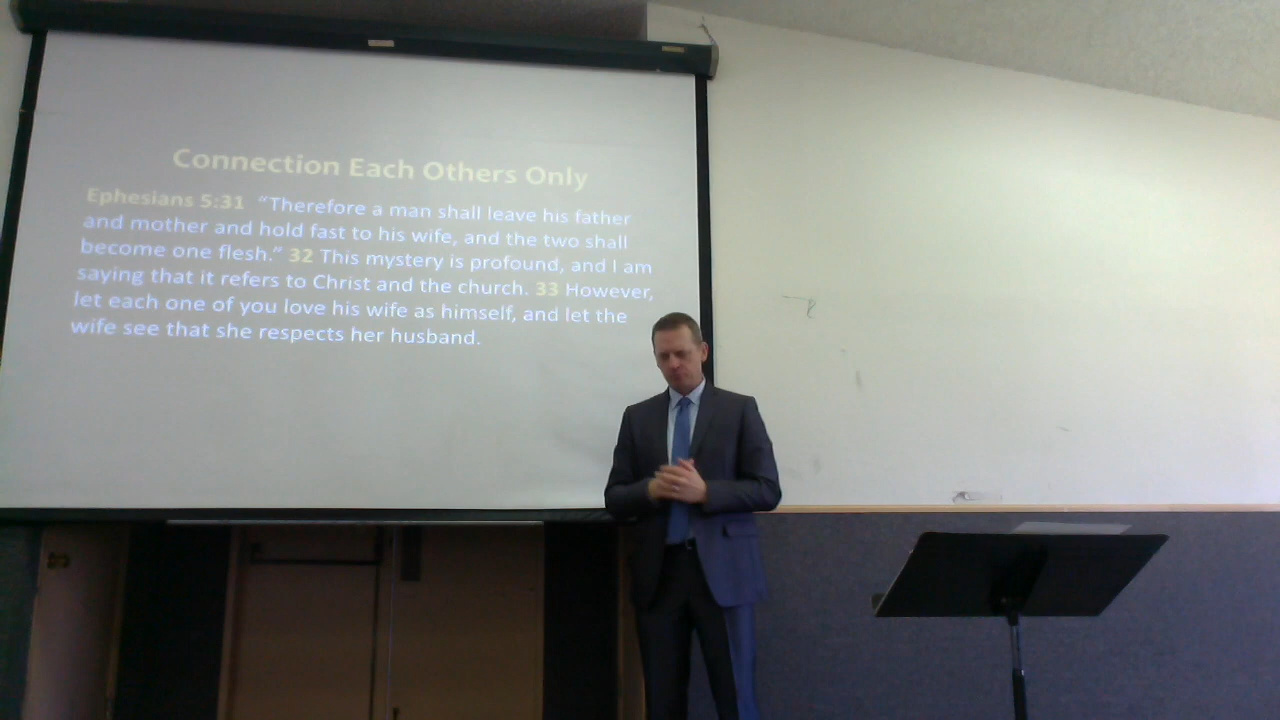 Connection Each Others Only
Ephesians 5:31 “Therefore a man shall leave his father
and mother and hold fast to his wife, and the two shall
become one flesh.” 32 This mystery is profound, and I am
saying that it refers to Christ and the church. 33 However,
let each one of you love his wife as himself, and let the
wife see that she respects her husband.